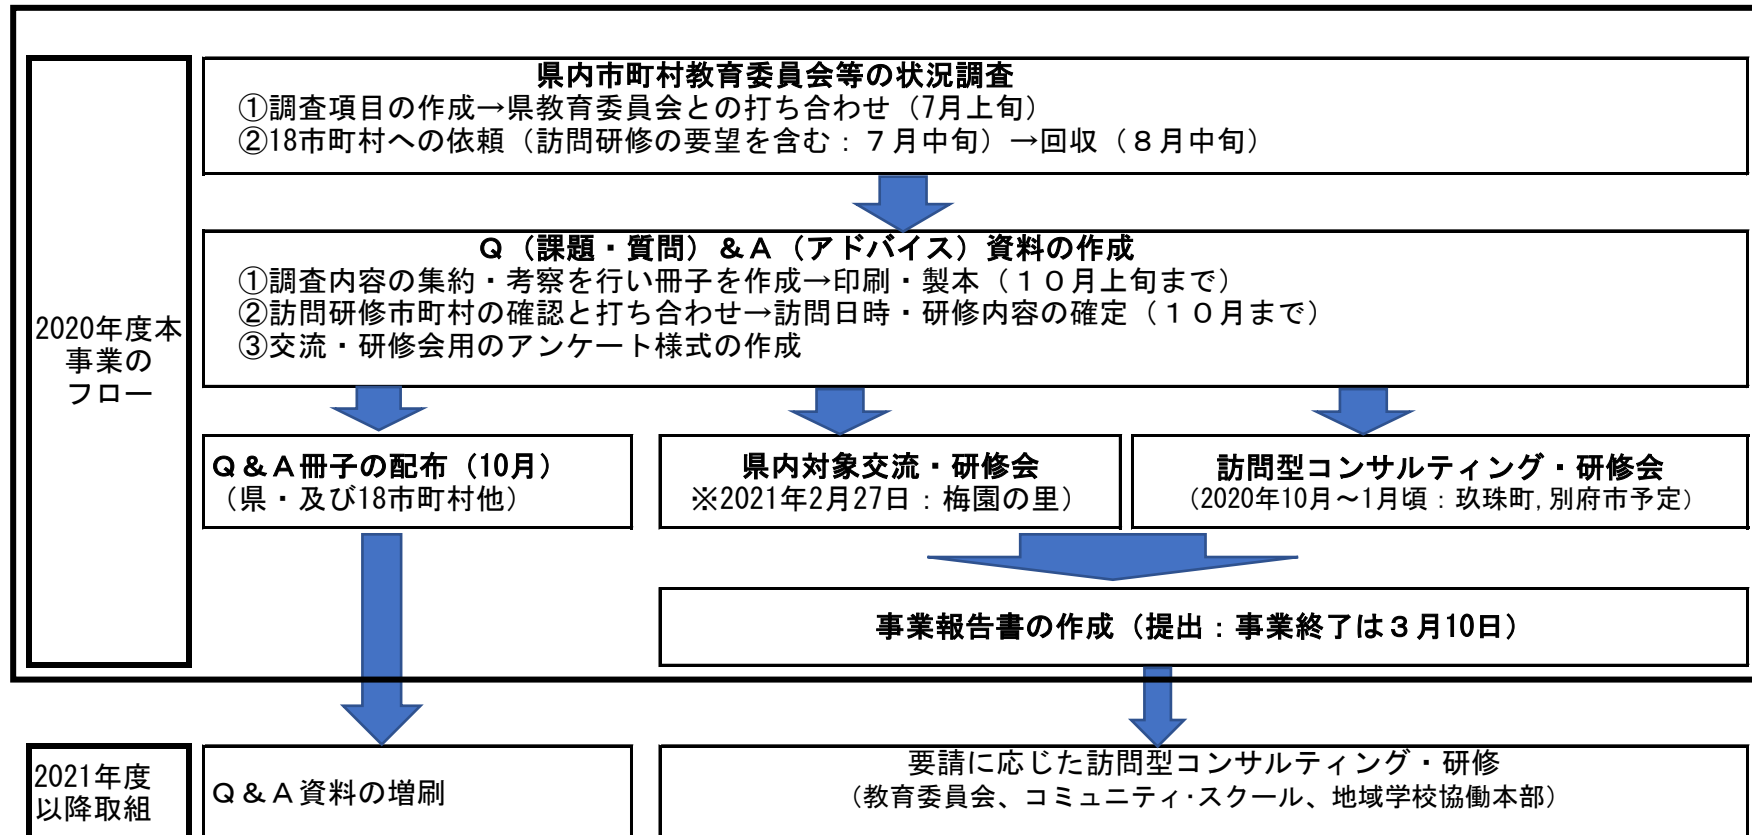 県内市町村教育委員会等の状況調査
①調査項目の作成→県教育委員会との打ち合わせ（7月上旬）
②18市町村への依頼（訪問研修の要望を含む：７月中旬）→回収（８月中旬）
2020年度本
事業の
フロー
Ｑ（課題・質問）＆Ａ（アドバイス）資料の作成
①調査内容の集約・考察を行い冊子を作成→印刷・製本（１０月上旬まで）
②訪問研修市町村の確認と打ち合わせ→訪問日時・研修内容の確定（１０月まで）
③交流・研修会用のアンケート様式の作成
Ｑ＆Ａ冊子の配布（10月）
（県・及び18市町村他）
県内対象交流・研修会
※2021年2月27日：梅園の里）
訪問型コンサルティング・研修会
（2020年10月～1月頃：玖珠町,別府市予定）
事業報告書の作成（提出：事業終了は３月10日）
2021年度
以降取組
Ｑ＆Ａ資料の増刷
要請に応じた訪問型コンサルティング・研修
（教育委員会、コミュニティ・スクール、地域学校協働本部）